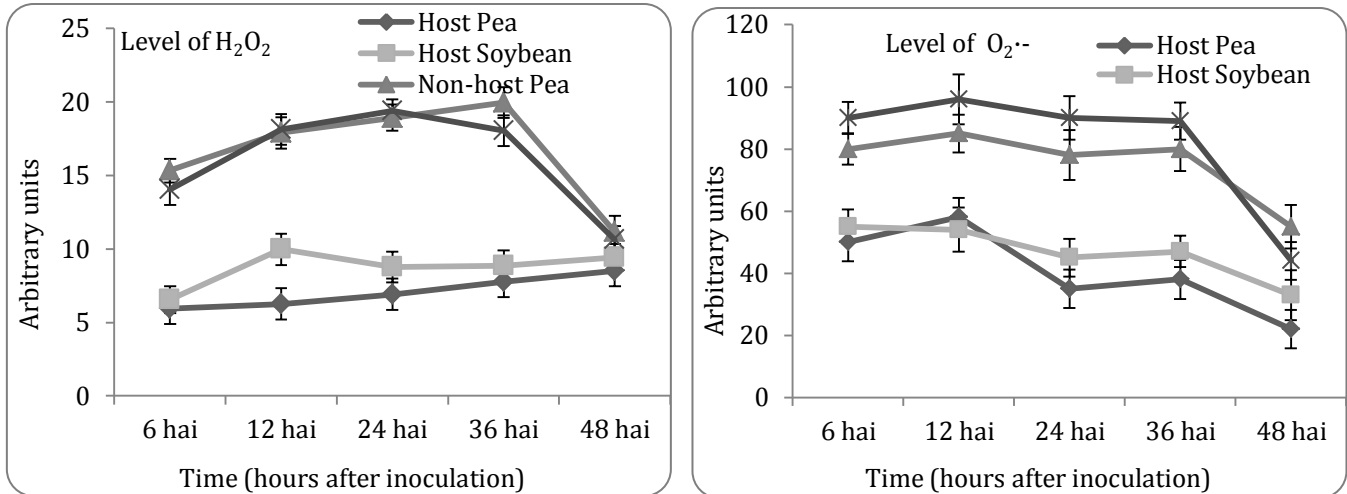 Level of H₂O₂
Host Pea
Host Soybean
Non-host Pea
25
20
15
10
5
0
Arbitrary units
6 hai 12 hai 24 hai 36 hai 48 hai
Time (hours after inoculation)
Level of O₂··-
Host Pea
Host Soybean
120
100
80
60
40
20
0
Arbitrary units
6 hai 12 hai 24 hai 36 hai 48 hai
Time (hours after inoculation)